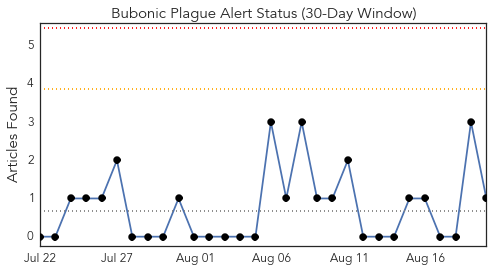 Bubonic Plague Alert Status (30-Day Window)
Articles Found
5
4
3
2
1
0
Jul 22 Jul 27 Aug 01 Aug 06 Aug 11 Aug 16